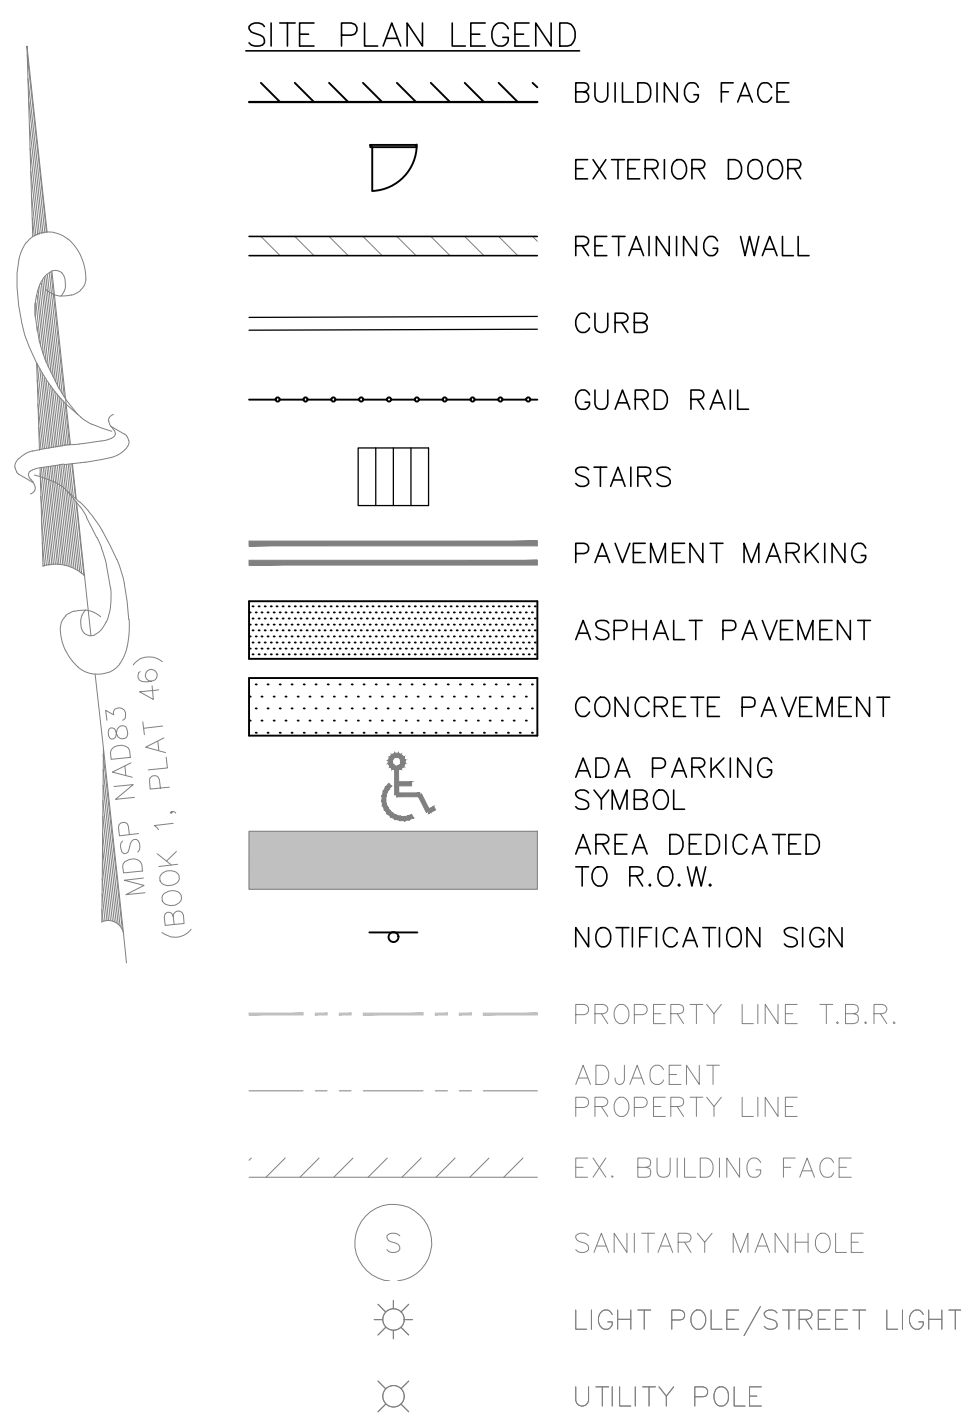 SITE PLAN LEGEND
BUILDING FACE
EXTERIOR DOOR
RETAINING WALL
CURB
GUARD RAIL
STAIRS
PAVEMENT MARKING
ASPHALT PAVEMENT
CONCRETE PAVEMENT
ADA PARKING
SYMBOL
AREA DEDICATED
TO R.O.W.
NOTIFICATION SIGN
PROPERTY LINE T.B.R.
ADJACENT
PROPERTY LINE
EX. BUILDING FACE
S
SANITARY MANHOLE
LIGHT POLE/STREET LIGHT
UTILITY POLE
MDSP NAD83
(BOOK 1, PLAT 46)